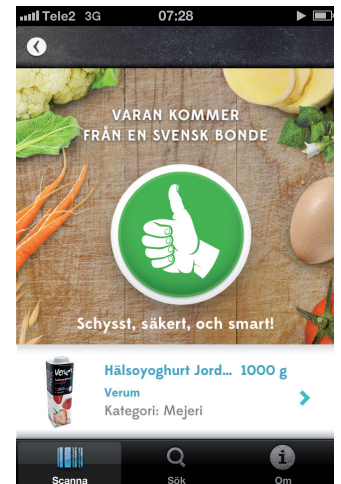 Tele2 3G 07:28
VARAN KOMMER
FRÅN EN SVENSK BONDE
Schysst, säkert, och smart!
Hälsoyoghurt Jord... 1000 g
Verum
Verum
Kategori: Mejeri
Scanna Sök Om